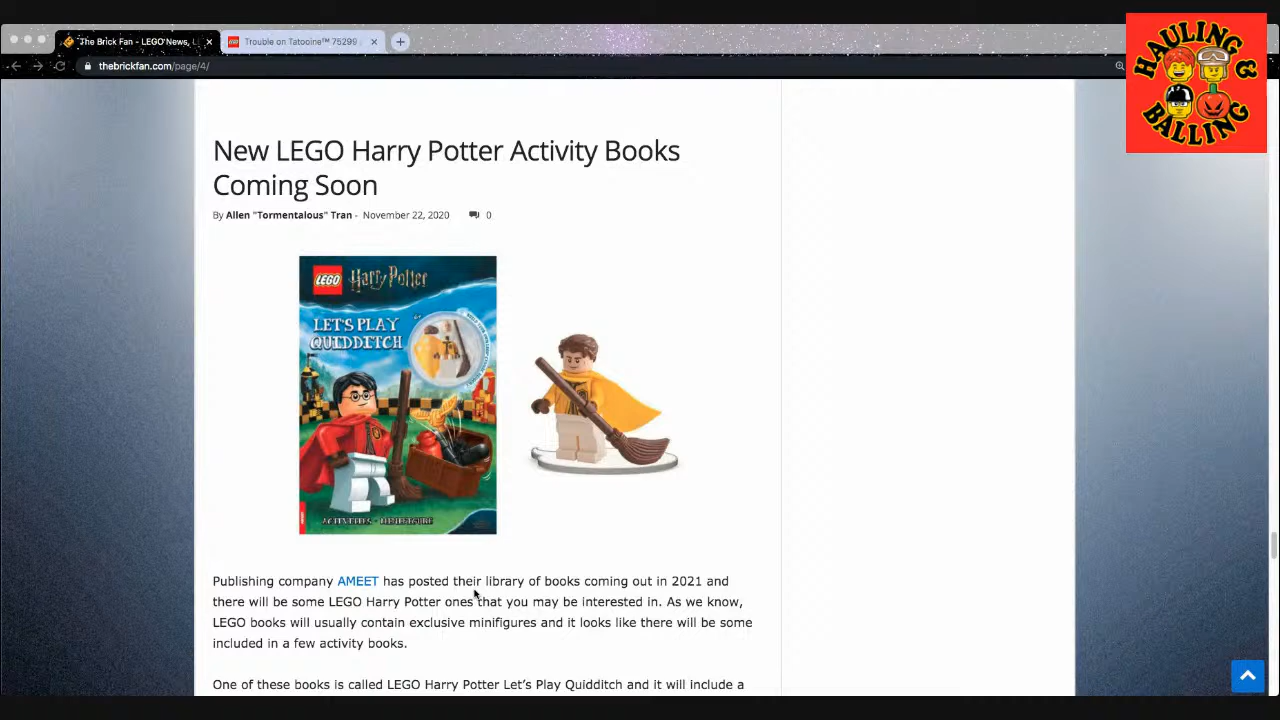 The Brick Fan - LEGO News, L
Trouble on Tatooine™ 75299
thebrickfan.com/page/4/
HAULING
&
BALLING
New LEGO Harry Potter Activity Books
Coming Soon
By Allen "Tormentalous" Tran - November 22, 2020 0
LEGO Harry Potter
LET'S PLAY
QUIDDITCH
ACTIVITIES + MINIFIGURE
Publishing company AMEET has posted their library of books coming out in 2021 and
there will be some LEGO Harry Potter ones that you may be interested in. As we know,
LEGO books will usually contain exclusive minifigures and it looks like there will be some
included in a few activity books.
One of these books is called LEGO Harry Potter Let's Play Quidditch and it will include a